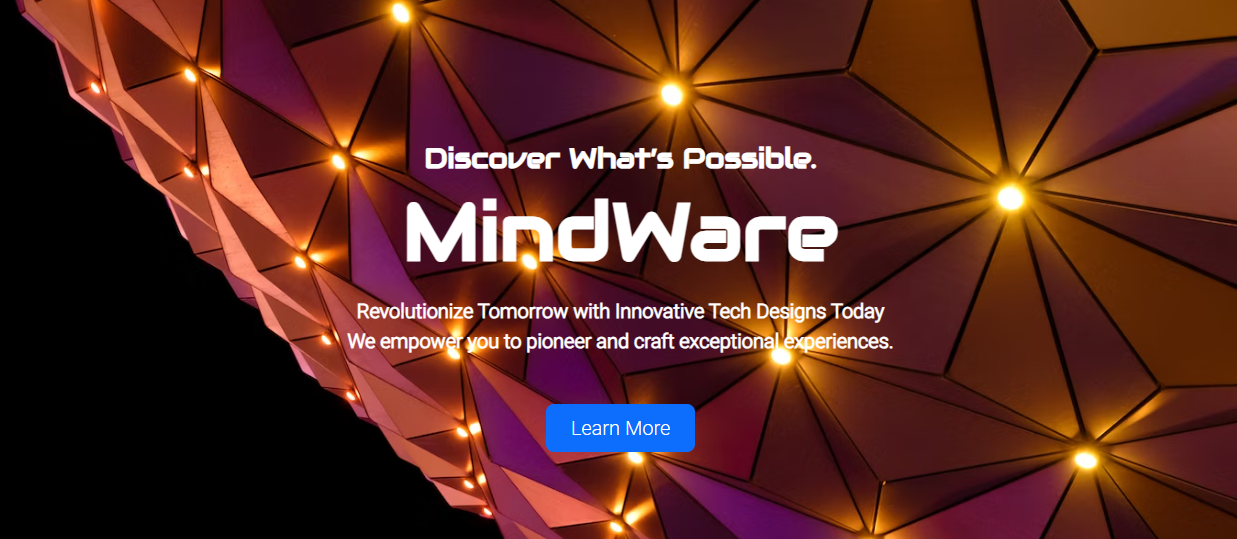 Discover What's Possible.
MindWare
Revolutionize Tomorrow with Innovative Tech Designs Today
We empower you to pioneer and craft exceptional experiences.
Learn More